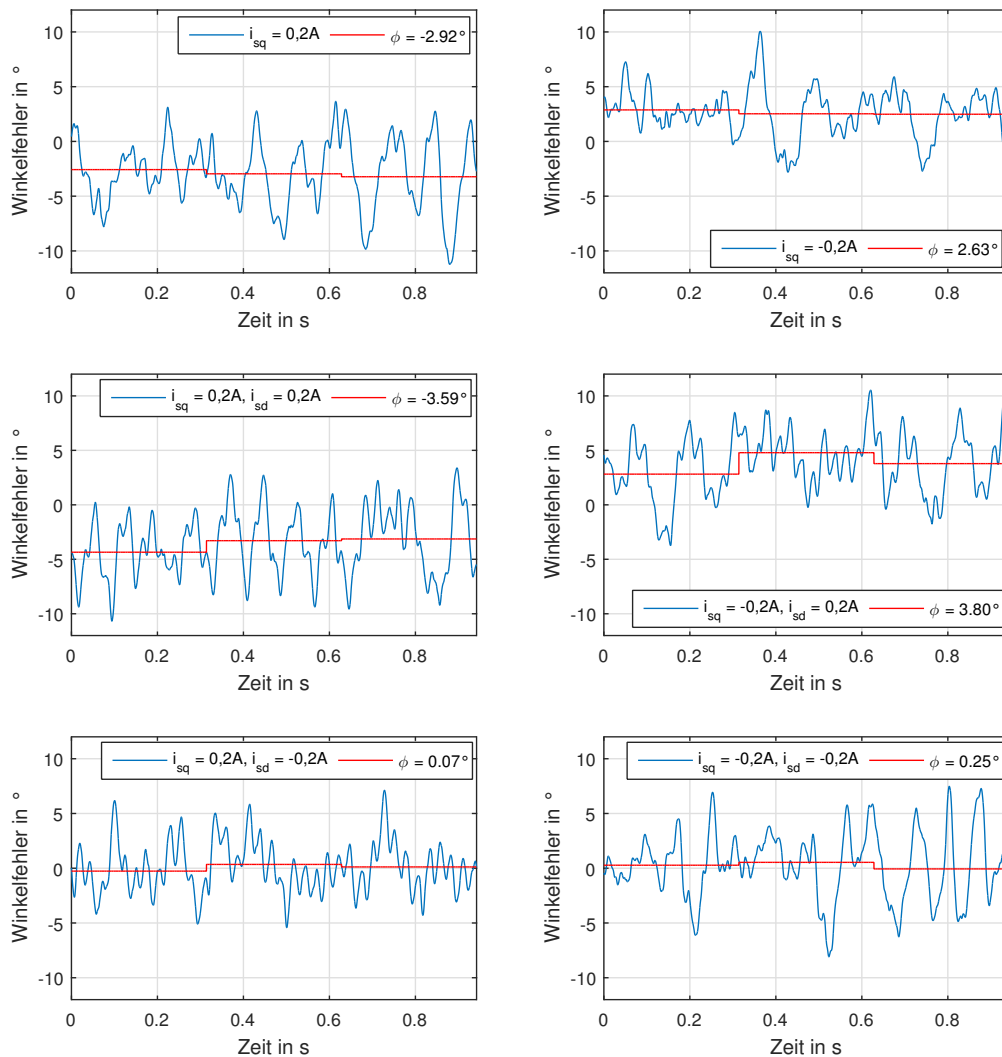 10
5
0
-5
-10
Winkelfehler in °
i_sq = 0,2A ϕ = -2.92°
0 0.2 0.4 0.6 0.8
Zeit in s
10
5
0
-5
-10
Winkelfehler in °
i_sq = -0,2A ϕ = 2.63°
0 0.2 0.4 0.6 0.8
Zeit in s
10
5
0
-5
-10
Winkelfehler in °
i_sq = 0,2A, i_sd = 0,2A ϕ = -3.59°
0 0.2 0.4 0.6 0.8
Zeit in s
10
5
0
-5
-10
Winkelfehler in °
i_sq = -0,2A, i_sd = 0,2A ϕ = 3.80°
0 0.2 0.4 0.6 0.8
Zeit in s
10
5
0
-5
-10
Winkelfehler in °
i_sq = 0,2A, i_sd = -0,2A ϕ = 0.07°
0 0.2 0.4 0.6 0.8
Zeit in s
10
5
0
-5
-10
Winkelfehler in °
i_sq = -0,2A, i_sd = -0,2A ϕ = 0.25°
0 0.2 0.4 0.6 0.8
Zeit in s